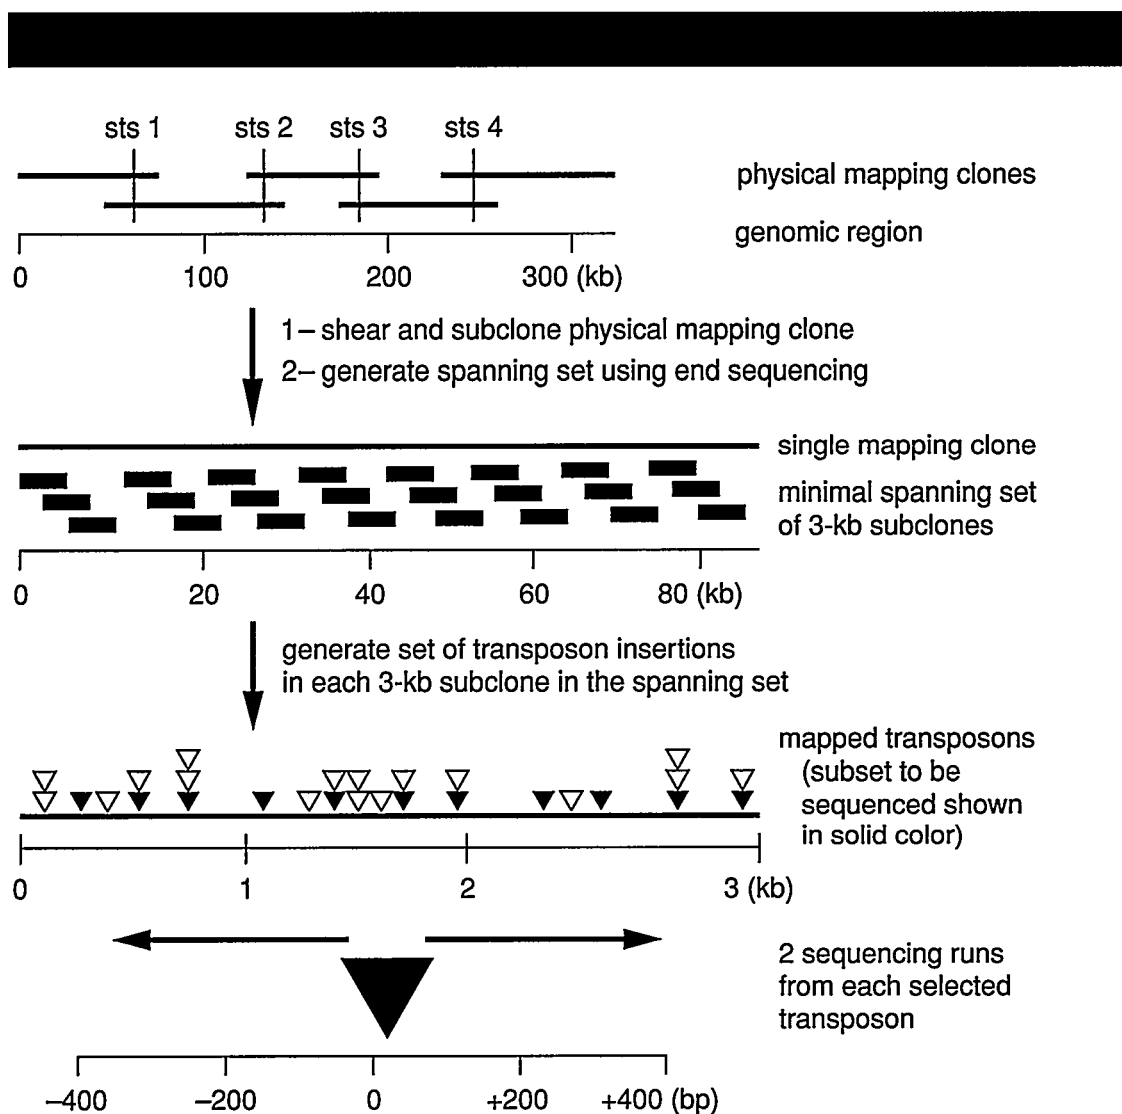 sts 1 sts 2 sts 3 sts 4
physical mapping clones
genomic region
0 100 200 300 (kb)
1– shear and subclone physical mapping clone
2– generate spanning set using end sequencing
single mapping clone
minimal spanning set
of 3-kb subclones
0 20 40 60 80 (kb)
generate set of transposon insertions
in each 3-kb subclone in the spanning set
mapped transposons
(subset to be
sequenced shown
in solid color)
0 1 2 3 (kb)
2 sequencing runs
from each selected
transposon
–400 –200 0 +200 +400 (bp)